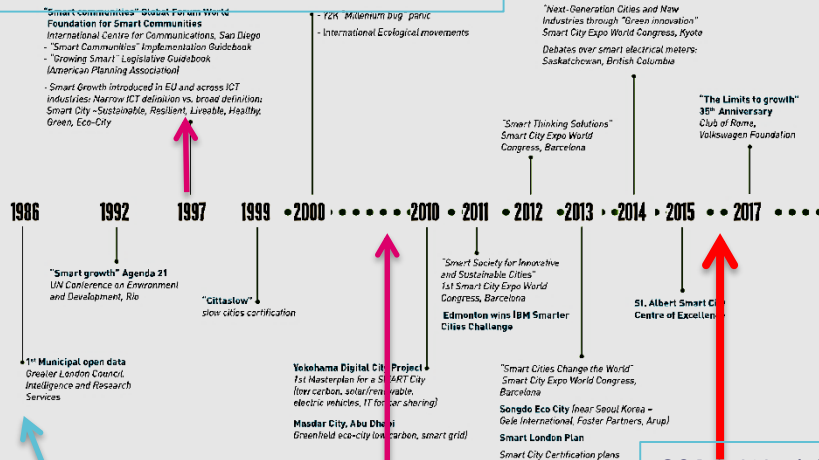 "Smart communities" Global Forum World
Foundation for Smart Communities
International Centre for Communications, San Diego
- "Smart Communities" Implementation Guidebook
- "Growing Smart" Legislative Guidebook
(American Planning Association)
- Smart Growth introduced in EU and across ICT
industries: Narrow ICT definition vs. broad definition:
Smart City ~Sustainable, Resilient, Liveable, Healthy,
Green, Eco-City
- Y2K "Millenium bug" panic
- International Ecological movements
"Next-Generation Cities and New
Industries through "Green innovation"
Smart City Expo World Congress, Kyoto
Debates over smart electrical meters:
Saskatchewan, British Columbia
"Smart Thinking Solutions"
Smart City Expo World
Congress, Barcelona
"The Limits to growth"
35th Anniversary
Club of Rome,
Volkswagen Foundation
1986 1992 1997 1999 2000 2010 2011 2012 2013 2014 2015 2017
"Smart growth" Agenda 21
UN Conference on Environment
and Development, Rio
"Cittaslow"
slow cities certification
"Smart Society for Innovative
and Sustainable Cities"
1st Smart City Expo World
Congress, Barcelona
Edmonton wins IBM Smarter
Cities Challenge
St. Albert Smart City
Centre of Excellence
1st Municipal open data
Greater London Council,
Intelligence and Research
Services
Yokohama Digital City Project
1st Masterplan for a SMART City
(low carbon, solar/renewable,
electric vehicles, IT for car sharing)
Masdar City, Abu Dhabi
Greenfield eco-city (low carbon, smart grid)
"Smart Cities Change the World"
Smart City Expo World Congress,
Barcelona
Songdo Eco City (near Seoul Korea –
Gale International, Foster Partners, Arup)
Smart London Plan
Smart City Certification plans